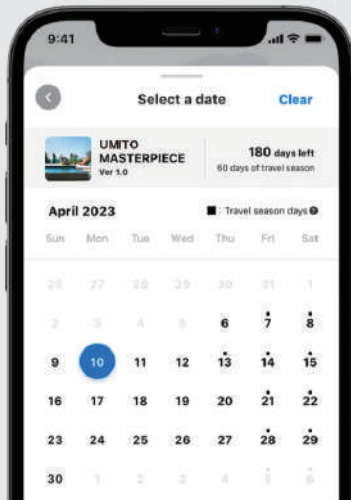 9:41
Select a date
Clear
UMITO
MASTERPIECE
Ver 1.0
180 days left
60 days of travel season
April 2023
■ : Travel season days ?
Sun Mon Tue Wed Thu Fri Sat
26 27 28 29 30 31 1
2 3 4 5 6 7 8
9 10 11 12 13 14 15
16 17 18 19 20 21 22
23 24 25 26 27 28 29
30 1 2 3 4 5 6